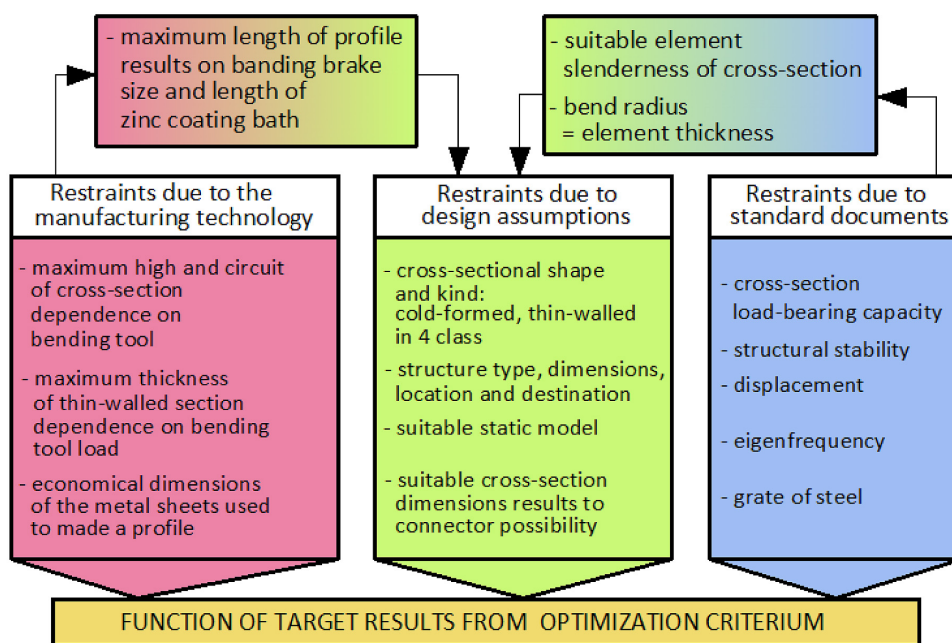 - maximum length of profile
results on banding brake
size and length of
zinc coating bath
- suitable element
slenderness of cross-section
- bend radius
= element thickness
Restraints due to the
manufacturing technology
- maximum high and circuit
of cross-section
dependence on
bending tool
- maximum thickness
of thin-walled section
dependence on bending
tool load
- economical dimensions
of the metal sheets used
to made a profile
Restraints due to
design assumptions
- cross-sectional shape
and kind:
cold-formed, thin-walled
in 4 class
- structure type, dimensions,
location and destination
- suitable static model
- suitable cross-section
dimensions results to
connector possibility
Restraints due to
standard documents
- cross-section
load-bearing capacity
- structural stability
- displacement
- eigenfrequency
- grate of steel
FUNCTION OF TARGET RESULTS FROM OPTIMIZATION CRITERIUM